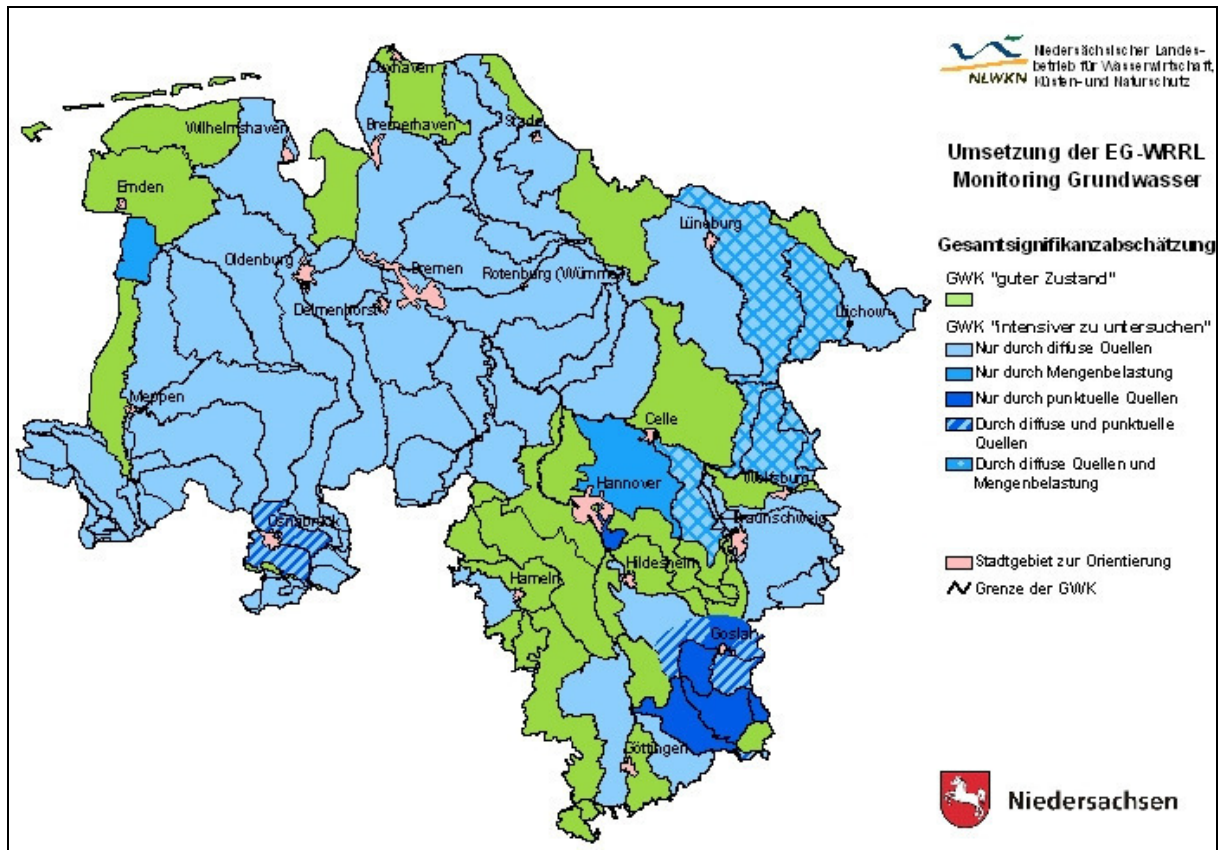 Niedersächsischer Landes-
betrieb für Wasserwirtschaft,
Küsten- und Naturschutz
NLWKN
Umsetzung der EG-WRRL
Monitoring Grundwasser
Gesamtsignifikanzabschätzung
GWK "guter Zustand"
GWK "intensiver zu untersuchen"
Nur durch diffuse Quellen
Nur durch Mengenbelastung
Nur durch punktuelle Quellen
Durch diffuse und punktuelle
Quellen
Durch diffuse Quellen und
Mengenbelastung
Stadtgebiet zur Orientierung
Grenze der GWK
Niedersachsen
Cuxhaven
Wilhelmshaven
Bremerhaven
Stade
Emden
Lüneburg
Oldenburg
Bremen
Rotenburg (Wümme)
Delmenhorst
Lüchow
Meppen
Celle
Hannover
Wolfsburg
Osnabrück
Braunschweig
Hameln
Hildesheim
Goslar
Göttingen